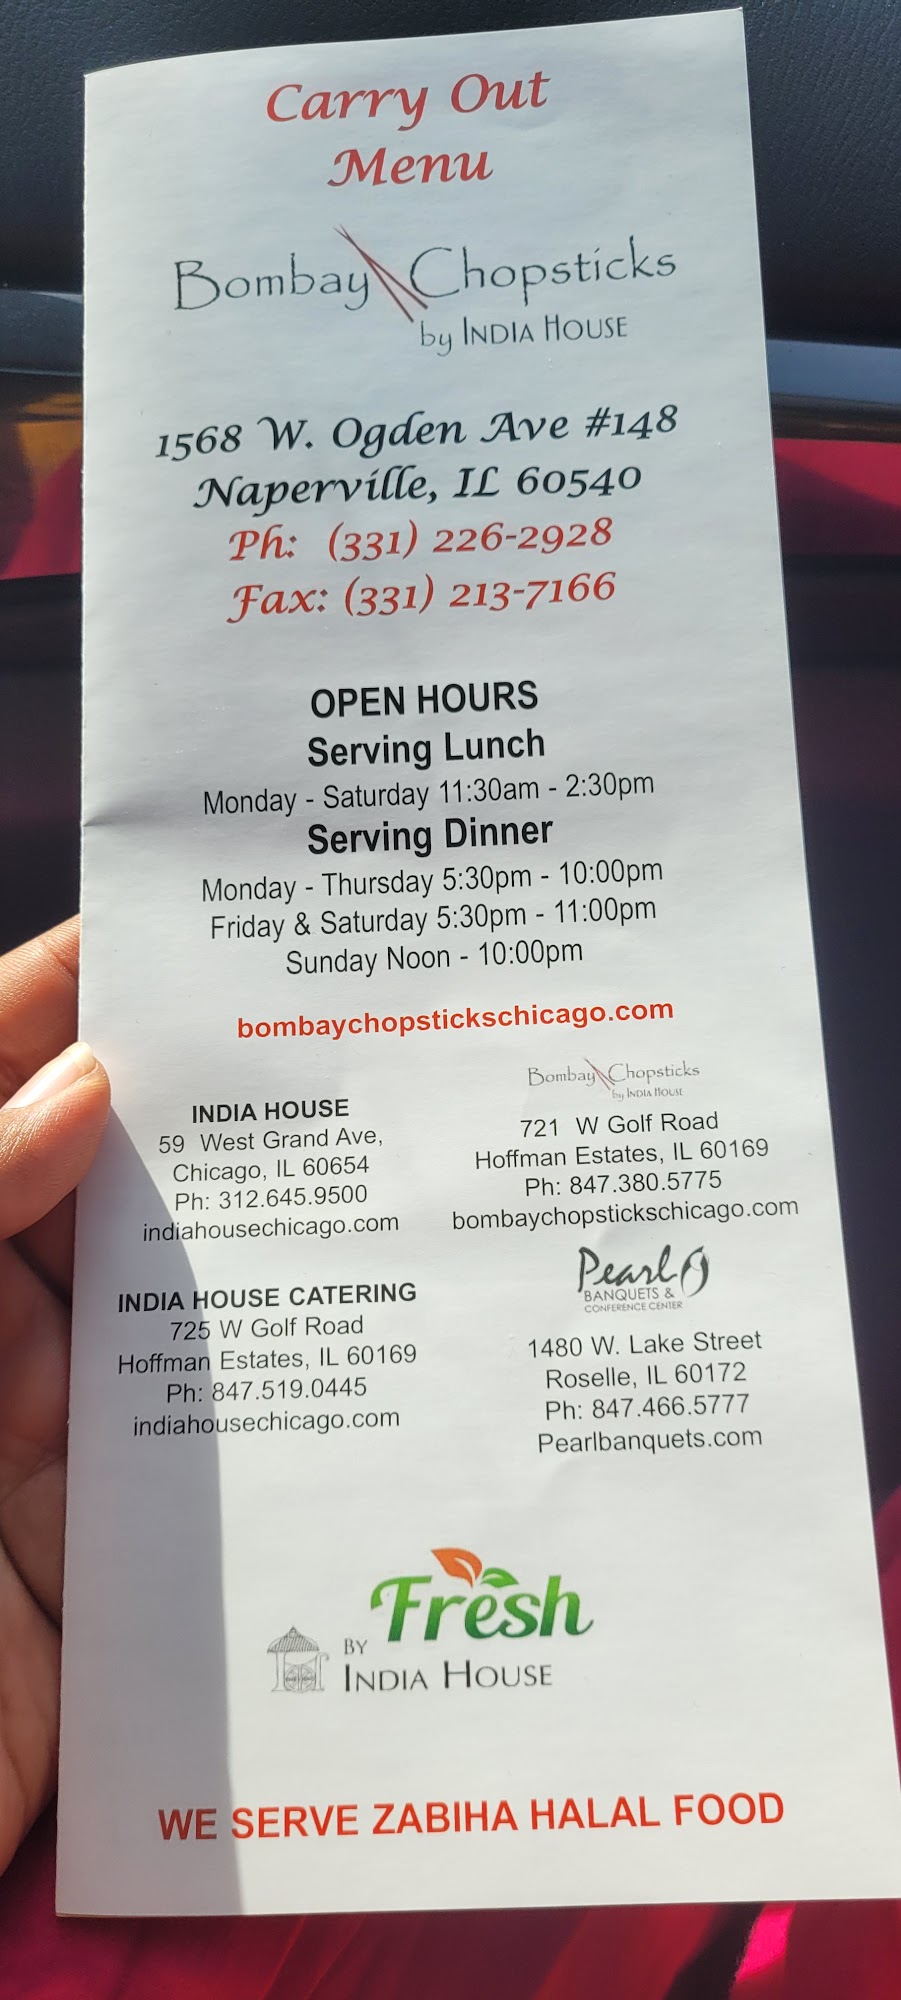 Carry Out
Menu
Bombay Chopsticks
by INDIA HOUSE
1568 W. Ogden Ave #148
Naperville, IL 60540
Ph: (331) 226-2928
Fax: (331) 213-7166
OPEN HOURS
Serving Lunch
Monday - Saturday 11:30am - 2:30pm
Serving Dinner
Monday - Thursday 5:30pm - 10:00pm
Friday & Saturday 5:30pm - 11:00pm
Sunday Noon - 10:00pm
bombaychopstickschicago.com
INDIA HOUSE
59 West Grand Ave,
Chicago, IL 60654
Ph: 312.645.9500
indiahousechicago.com
Bombay Chopsticks
by INDIA HOUSE
721 W Golf Road
Hoffman Estates, IL 60169
Ph: 847.380.5775
bombaychopstickschicago.com
INDIA HOUSE CATERING
725 W Golf Road
Hoffman Estates, IL 60169
Ph: 847.519.0445
indiahousechicago.com
Pearl
BANQUETS &
CONFERENCE CENTER
1480 W. Lake Street
Roselle, IL 60172
Ph: 847.466.5777
Pearlbanquets.com
Fresh
BY
INDIA HOUSE
WE SERVE ZABIHA HALAL FOOD